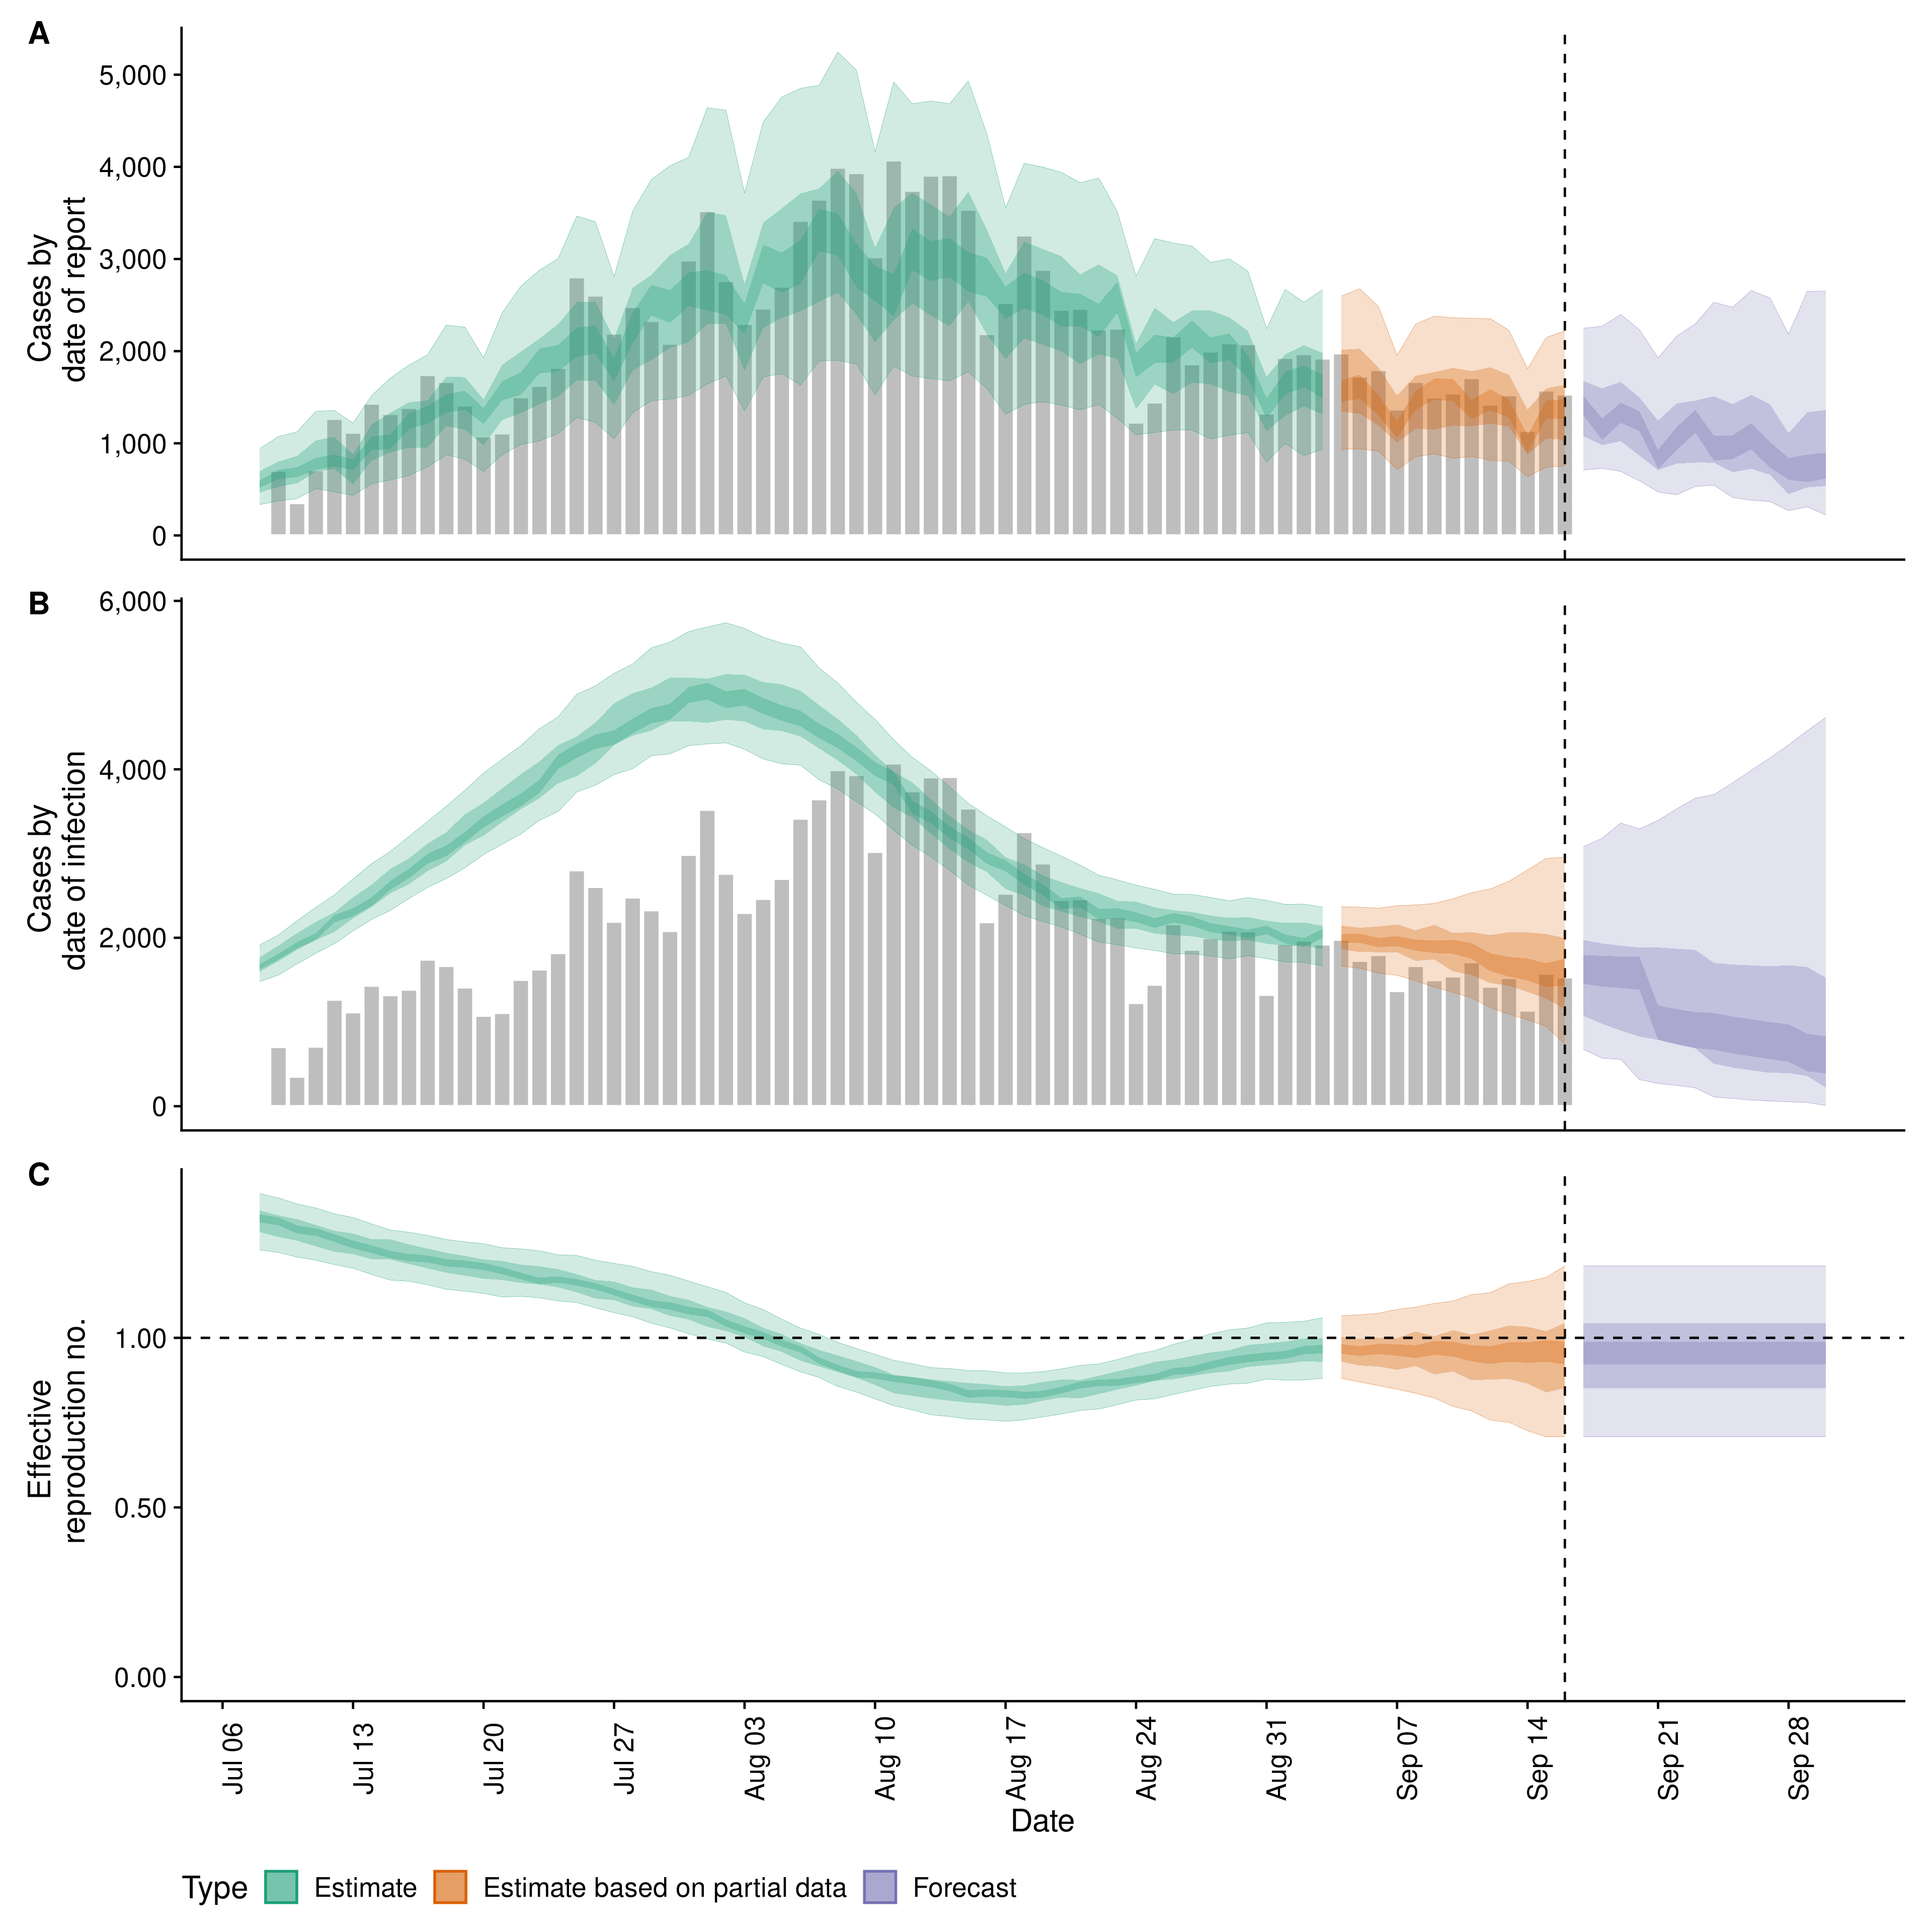 A
5,000
4,000
3,000
2,000
1,000
0
Cases by
date of report
B
6,000
4,000
2,000
0
Cases by
date of infection
C
1.00
0.50
0.00
Effective
reproduction no.
Jul 06
Jul 13
Jul 20
Jul 27
Aug 03
Aug 10
Aug 17
Aug 24
Aug 31
Sep 07
Sep 14
Sep 21
Sep 28
Date
Type Estimate Estimate based on partial data Forecast